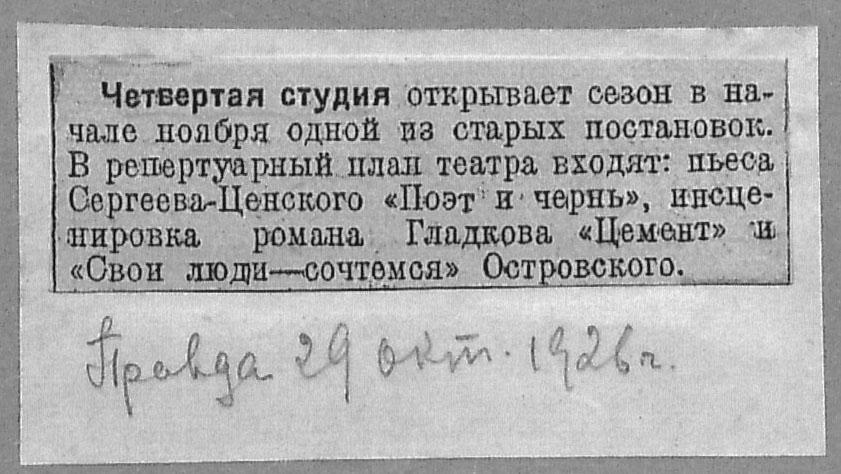 Четвертая студия открывает сезон в на-
чале ноября одной из старых постановок.
В репертуарный план театра входят: пьеса
Сергеева-Ценского «Поэт и чернь», инсце-
нировка романа Гладкова «Цемент» и
«Свои люди—сочтемся» Островского.
Правда 29 окт. 1926 г.